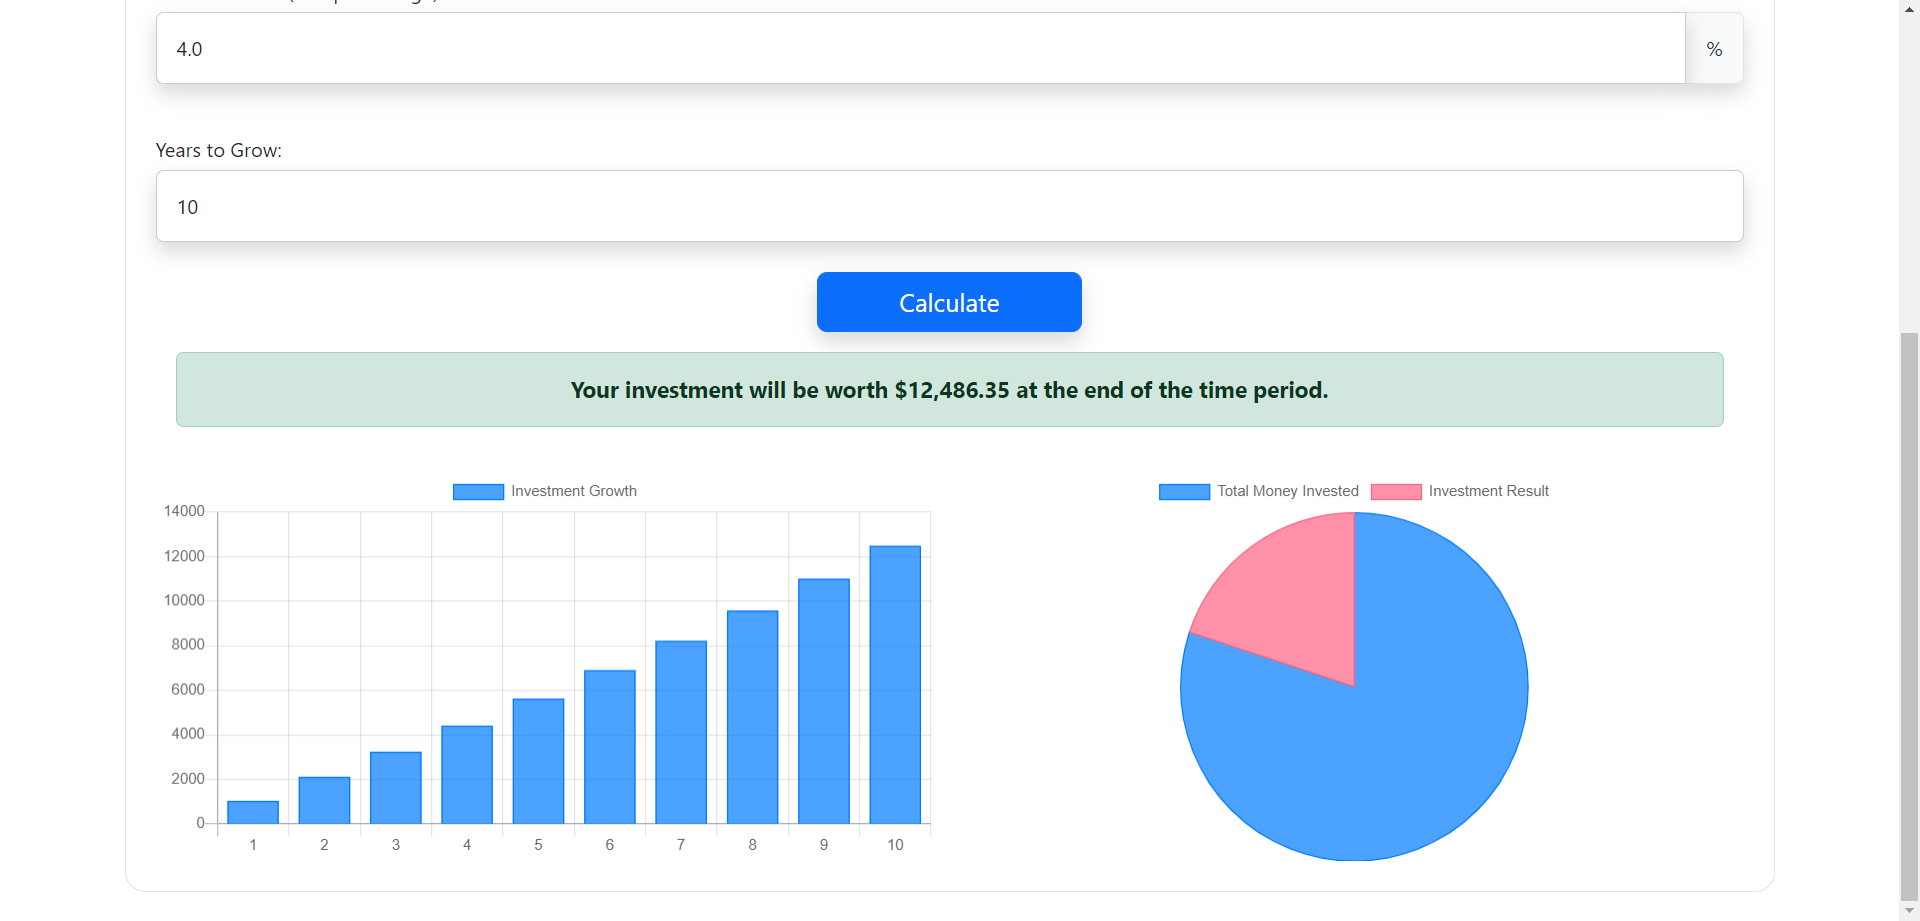 4.0
%
Years to Grow:
10
Calculate
Your investment will be worth $12,486.35 at the end of the time period.
Investment Growth
14000
12000
10000
8000
6000
4000
2000
0
1 2 3 4 5 6 7 8 9 10
Total Money Invested Investment Result